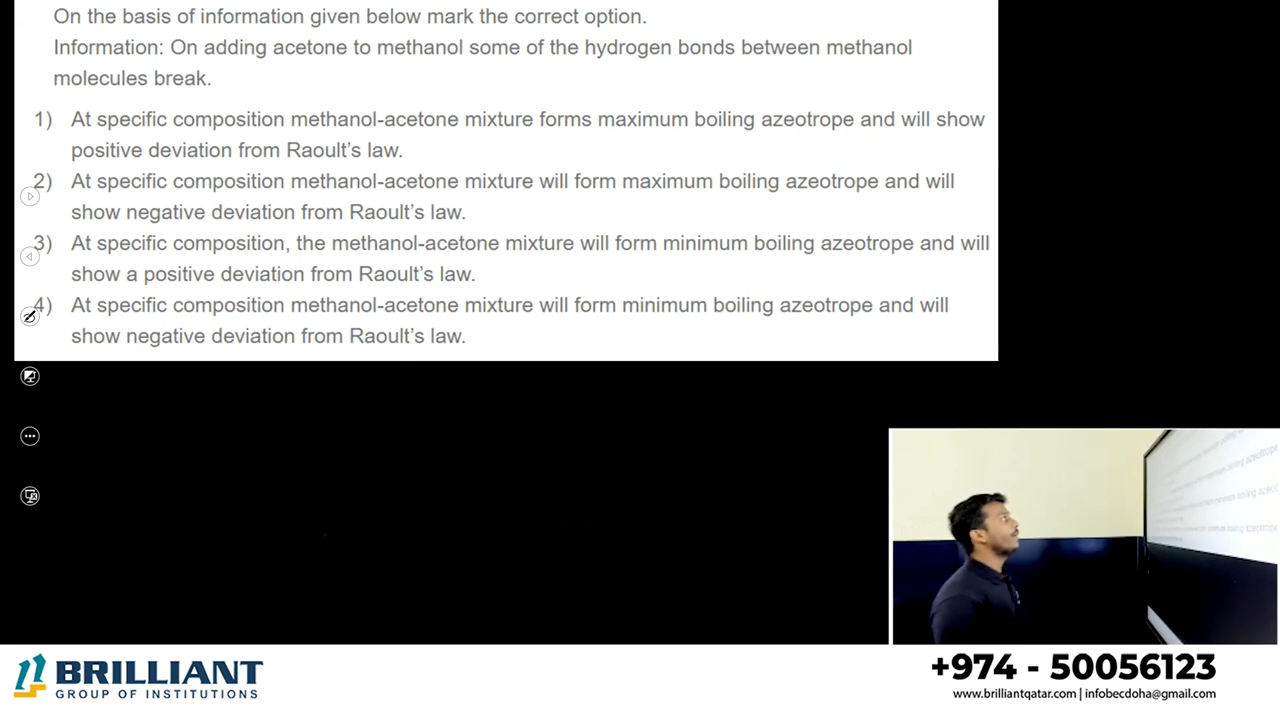 On the basis of information given below mark the correct option.
Information: On adding acetone to methanol some of the hydrogen bonds between methanol
molecules break.
1) At specific composition methanol-acetone mixture forms maximum boiling azeotrope and will show
positive deviation from Raoult's law.
2) At specific composition methanol-acetone mixture will form maximum boiling azeotrope and will
show negative deviation from Raoult's law.
3) At specific composition, the methanol-acetone mixture will form minimum boiling azeotrope and will
show a positive deviation from Raoult's law.
4) At specific composition methanol-acetone mixture will form minimum boiling azeotrope and will
show negative deviation from Raoult's law.
BRILLIANT
GROUP OF INSTITUTIONS
+974 - 50056123
www.brilliantqatar.com | infobecdoha@gmail.com